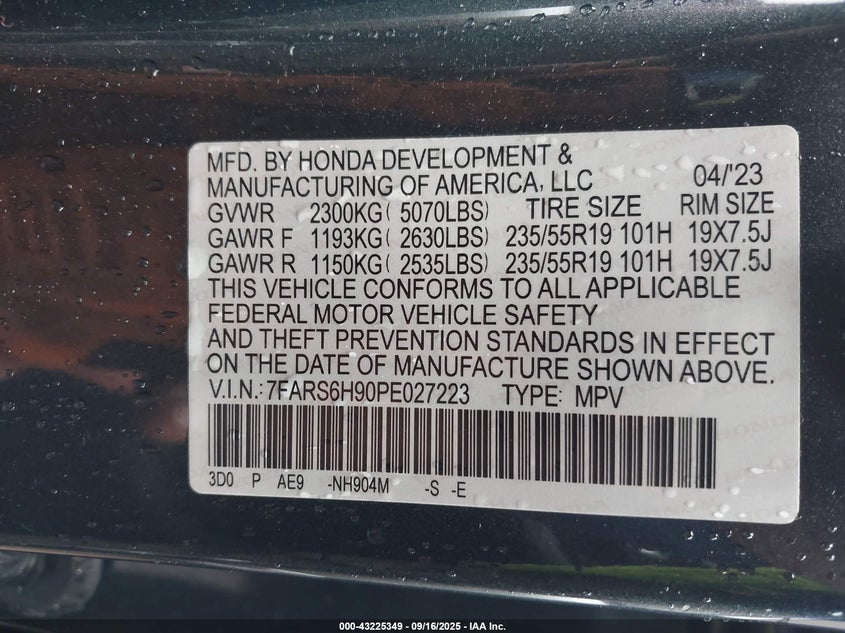 MFD. BY HONDA DEVELOPMENT &
MANUFACTURING OF AMERICA, LLC 04/'23
GVWR 2300KG( 5070LBS) TIRE SIZE RIM SIZE
GAWR F 1193KG( 2630LBS) 235/55R19 101H 19X7.5J
GAWR R 1150KG( 2535LBS) 235/55R19 101H 19X7.5J
THIS VEHICLE CONFORMS TO ALL APPLICABLE
FEDERAL MOTOR VEHICLE SAFETY
AND THEFT PREVENTION STANDARDS IN EFFECT
ON THE DATE OF MANUFACTURE SHOWN ABOVE.
V.I.N.: 7FARS6H90PE027223 TYPE: MPV
3D0 P AE9 -NH904M -S -E
000-43225349 - 09/16/2025 - IAA Inc.